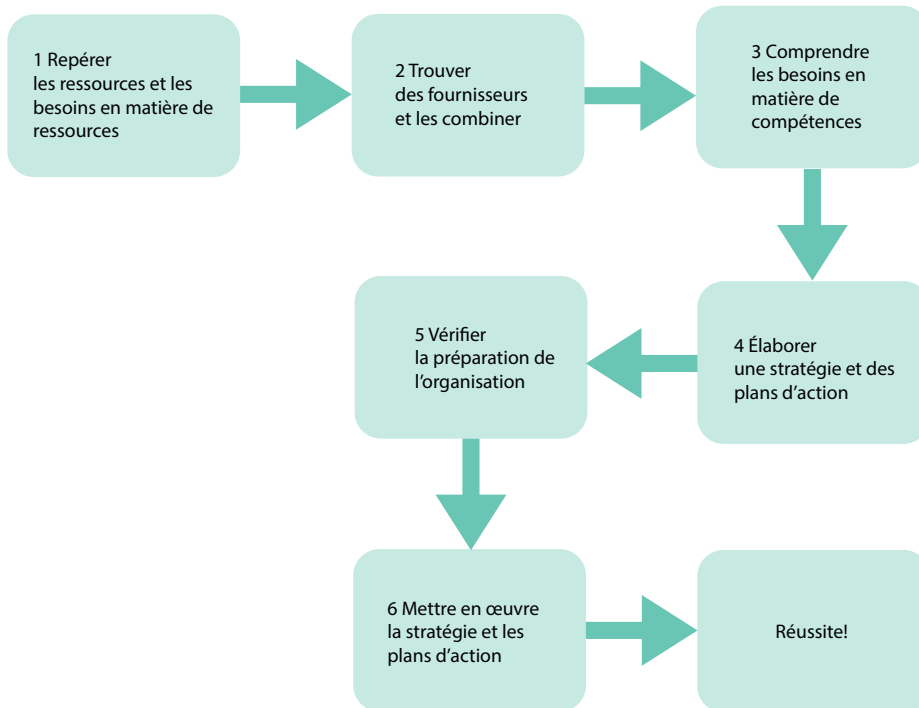 1 Repérer
les ressources et les
besoins en matière de
ressources
2 Trouver
des fournisseurs
et les combiner
3 Comprendre
les besoins en
matière de
compétences
4 Élaborer
une stratégie et des
plans d’action
5 Vérifier
la préparation de
l’organisation
6 Mettre en œuvre
la stratégie et les
plans d’action
Réussite!